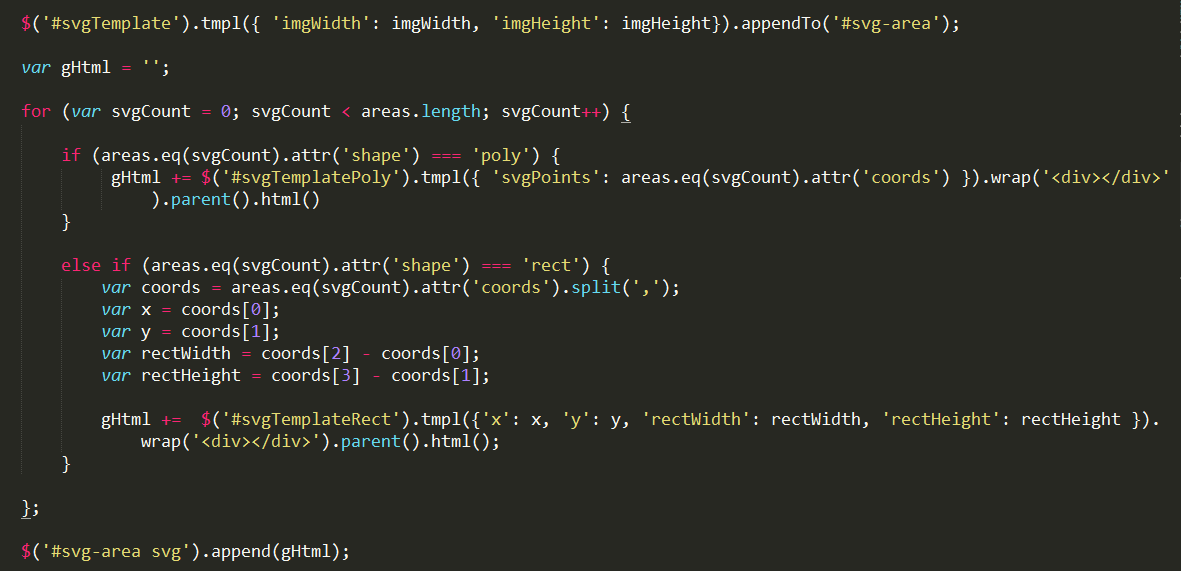 $('#svgTemplate').tmpl({ 'imgWidth': imgWidth, 'imgHeight': imgHeight}).appendTo('#svg-area');
var gHtml = '';
for (var svgCount = 0; svgCount < areas.length; svgCount++) {
if (areas.eq(svgCount).attr('shape') === 'poly') {
gHtml += $('#svgTemplatePoly').tmpl({ 'svgPoints': areas.eq(svgCount).attr('coords') }).wrap('<div></div>'
).parent().html()
}
else if (areas.eq(svgCount).attr('shape') === 'rect') {
var coords = areas.eq(svgCount).attr('coords').split(',');
var x = coords[0];
var y = coords[1];
var rectWidth = coords[2] - coords[0];
var rectHeight = coords[3] - coords[1];
gHtml +=  $('#svgTemplateRect').tmpl({'x': x, 'y': y, 'rectWidth': rectWidth, 'rectHeight': rectHeight }).
wrap('<div></div>').parent().html();
}
};
$('#svg-area svg').append(gHtml);